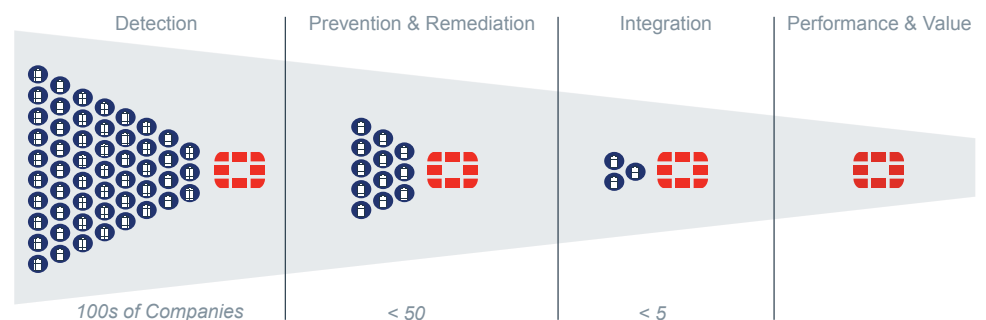 Detection
Prevention & Remediation
Integration
Performance & Value
100s of Companies
< 50
< 5